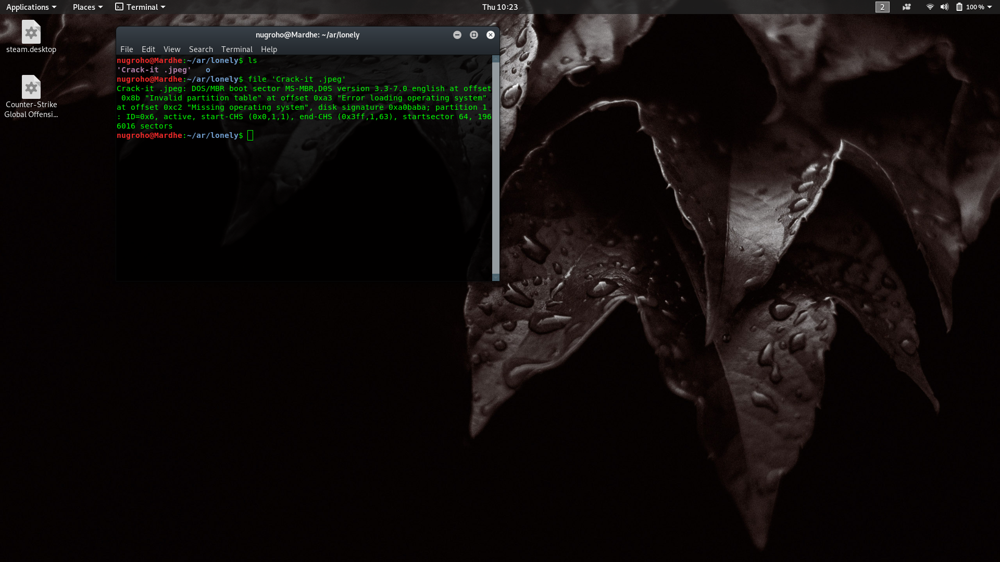 Applications Places Terminal Thu 10:23 2 100 %
steam.desktop
Counter-Strike
Global Offensi...
nugroho@Mardhe: ~/ar/lonely
File Edit View Search Terminal Help
nugroho@Mardhe:~/ar/lonely$ ls
'Crack-it .jpeg'   o
nugroho@Mardhe:~/ar/lonely$ file 'Crack-it .jpeg'
Crack-it .jpeg: DOS/MBR boot sector MS-MBR,D0S version 3.3-7.0 english at offset
 0x8b "Invalid partition table" at offset 0xa3 "Error loading operating system"
at offset 0xc2 "Missing operating system", disk signature 0xa0baba; partition 1
: ID=0x6, active, start-CHS (0x0,1,1), end-CHS (0x3ff,1,63), startsector 64, 196
6016 sectors
nugroho@Mardhe:~/ar/lonely$